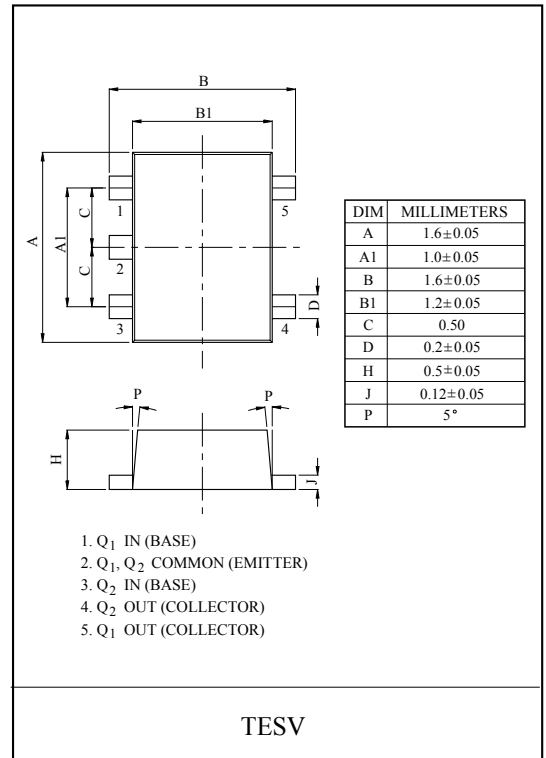 B
B1
A
A1
C
C
1
2
3
5
4
D
P
P
H
J
DIM MILLIMETERS
A 1.6±0.05
A1 1.0±0.05
B 1.6±0.05
B1 1.2±0.05
C 0.50
D 0.2±0.05
H 0.5±0.05
J 0.12±0.05
P 5°
1. Q1 IN (BASE)
2. Q1, Q2 COMMON (EMITTER)
3. Q2 IN (BASE)
4. Q2 OUT (COLLECTOR)
5. Q1 OUT (COLLECTOR)
TESV